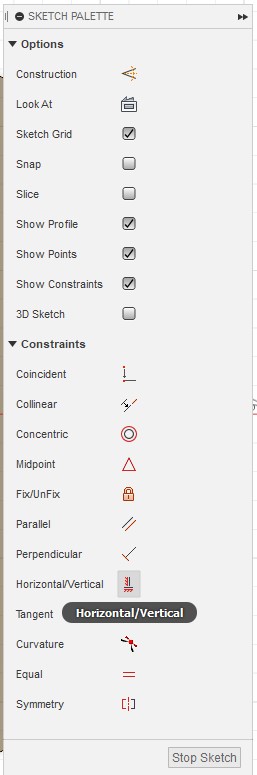 SKETCH PALETTE
Options
Construction
Look At
Sketch Grid
Snap
Slice
Show Profile
Show Points
Show Constraints
3D Sketch
Constraints
Coincident
Collinear
Concentric
Midpoint
Fix/UnFix
Parallel
Perpendicular
Horizontal/Vertical
Tangent Horizontal/Vertical
Curvature
Equal
Symmetry
Stop Sketch